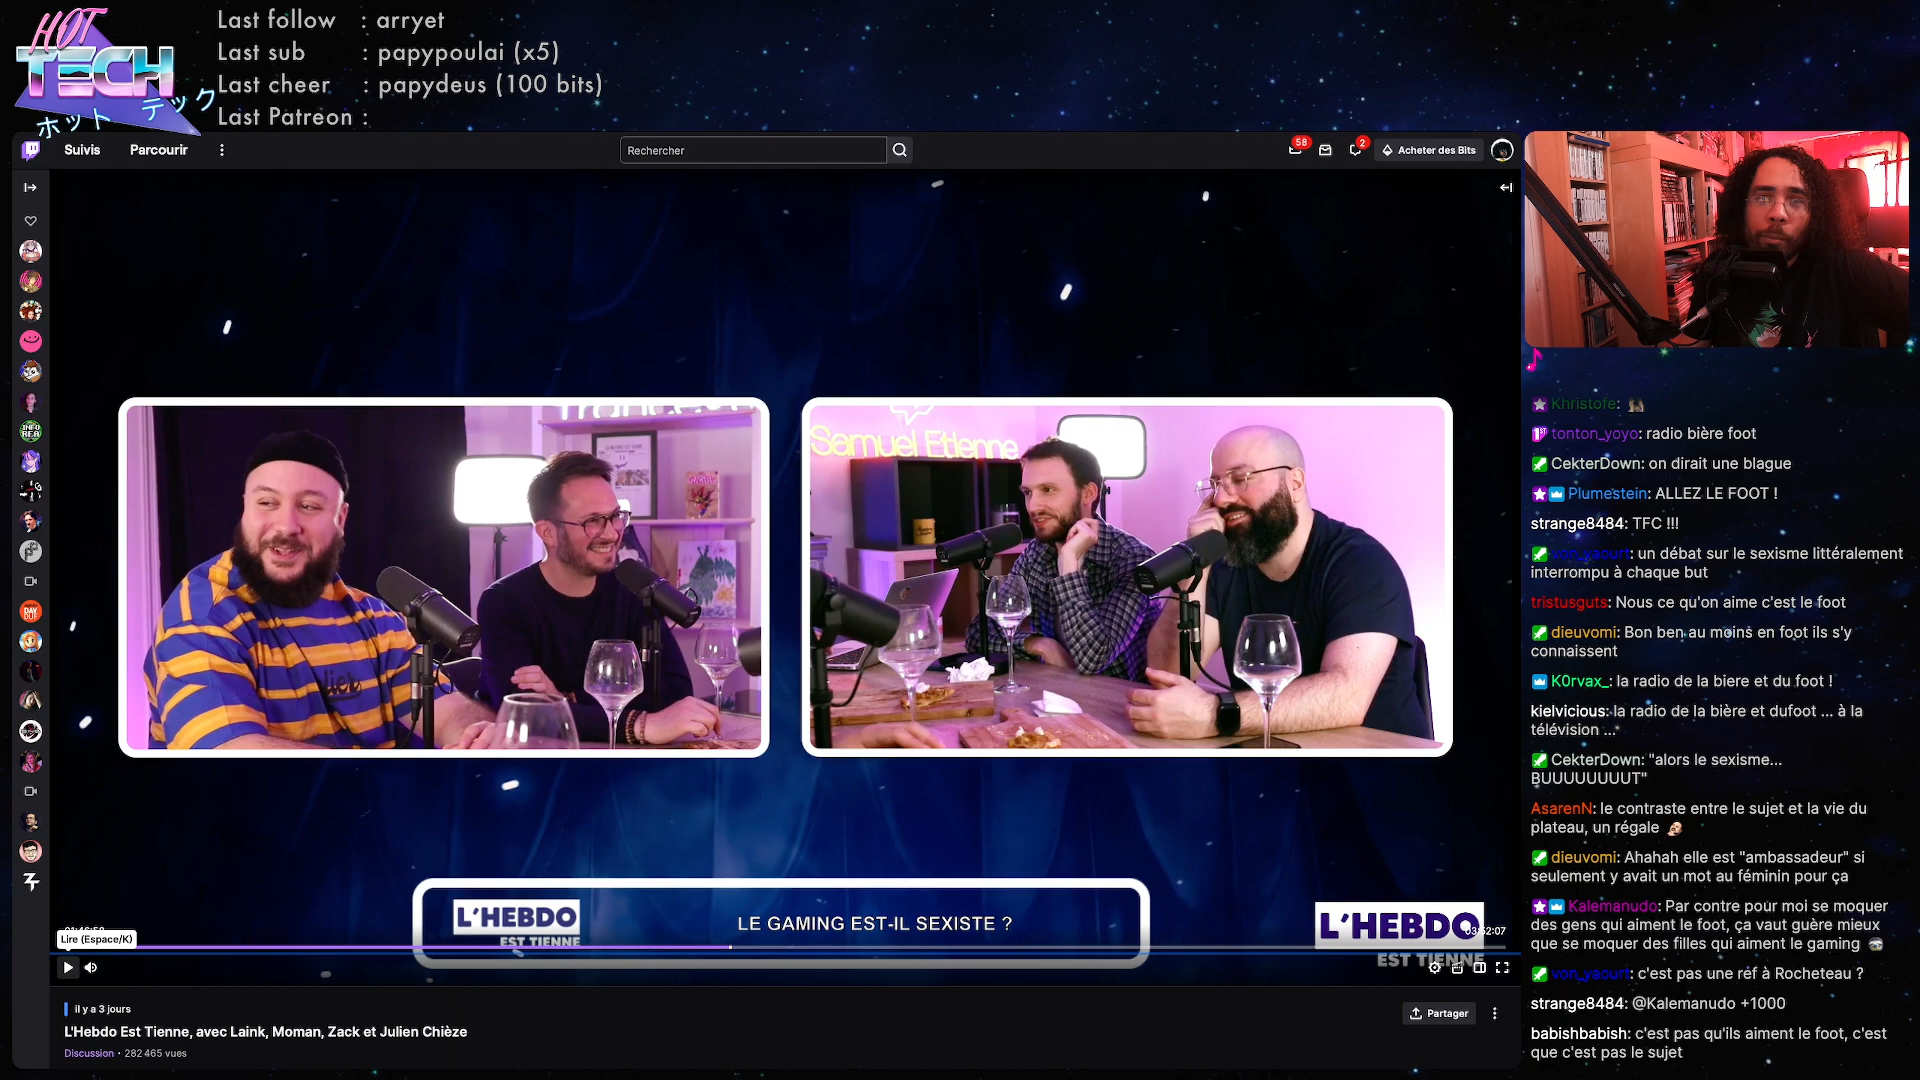 HOT
TECH
ホット テック
Last follow : arryet
Last sub : papypoulai (x5)
Last cheer : papydeus (100 bits)
Last Patreon :
Suivis
Parcourir
Rechercher
58
2
Acheter des Bits
Samuel Etienne
L'HEBDO
EST TIENNE
LE GAMING EST-IL SEXISTE ?
L'HEBDO
EST TIENNE
Lire (Espace/K)
il y a 3 jours
L'Hebdo Est Tienne, avec Laink, Moman, Zack et Julien Chièze
Discussion • 282 465 vues
Partager
Khristofe:
tonton_yoyo: radio bière foot
CekterDown: on dirait une blague
Plumestein: ALLEZ LE FOOT !
strange8484: TFC !!!
von_yaourt: un débat sur le sexisme littéralement
interrompu à chaque but
tristusguts: Nous ce qu'on aime c'est le foot
dieuvomi: Bon ben au moins en foot ils s'y
connaissent
K0rvax_: la radio de la biere et du foot !
kielvicious: la radio de la bière et dufoot ... à la
télévision ...
CekterDown: "alors le sexisme...
BUUUUUUUUT"
AsarenN: le contraste entre le sujet et la vie du
plateau, un régale
dieuvomi: Ahahah elle est "ambassadeur" si
seulement y avait un mot au féminin pour ça
Kalemanudo: Par contre pour moi se moquer
des gens qui aiment le foot, ça vaut guère mieux
que se moquer des filles qui aiment le gaming
von_yaourt: c'est pas une réf à Rocheteau ?
strange8484: @Kalemanudo +1000
babishbabish: c'est pas qu'ils aiment le foot, c'est
que c'est pas le sujet